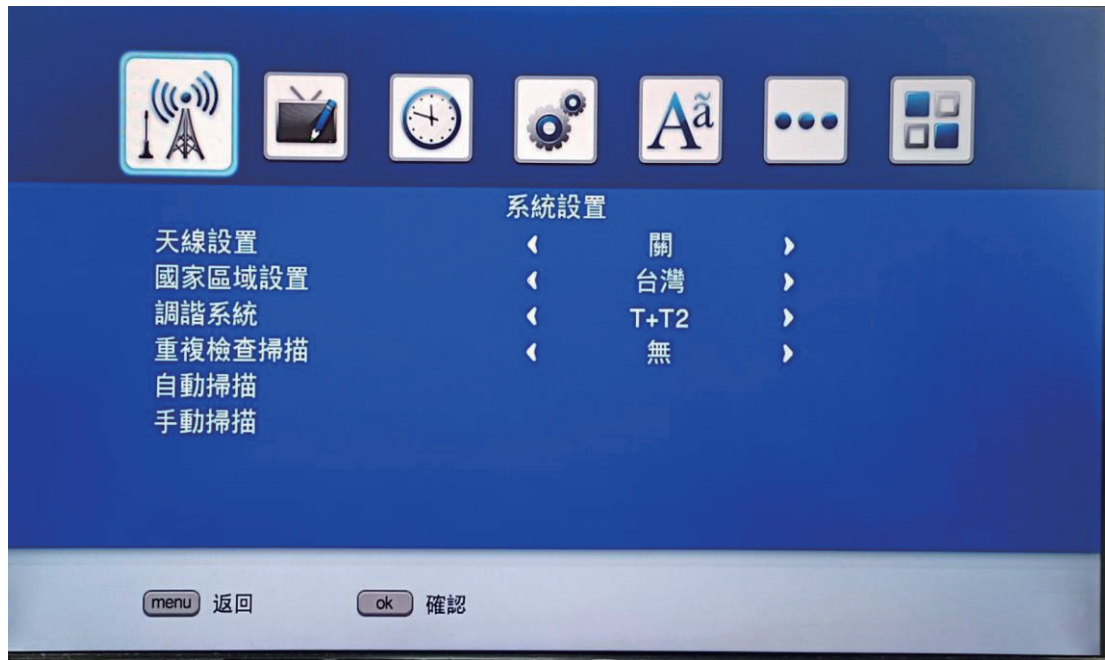 Aã
系統設置
天線設置 關
國家區域設置 台灣
調諧系統 T+T2
重複檢查掃描 無
自動掃描
手動掃描
menu 返回 ok 確認